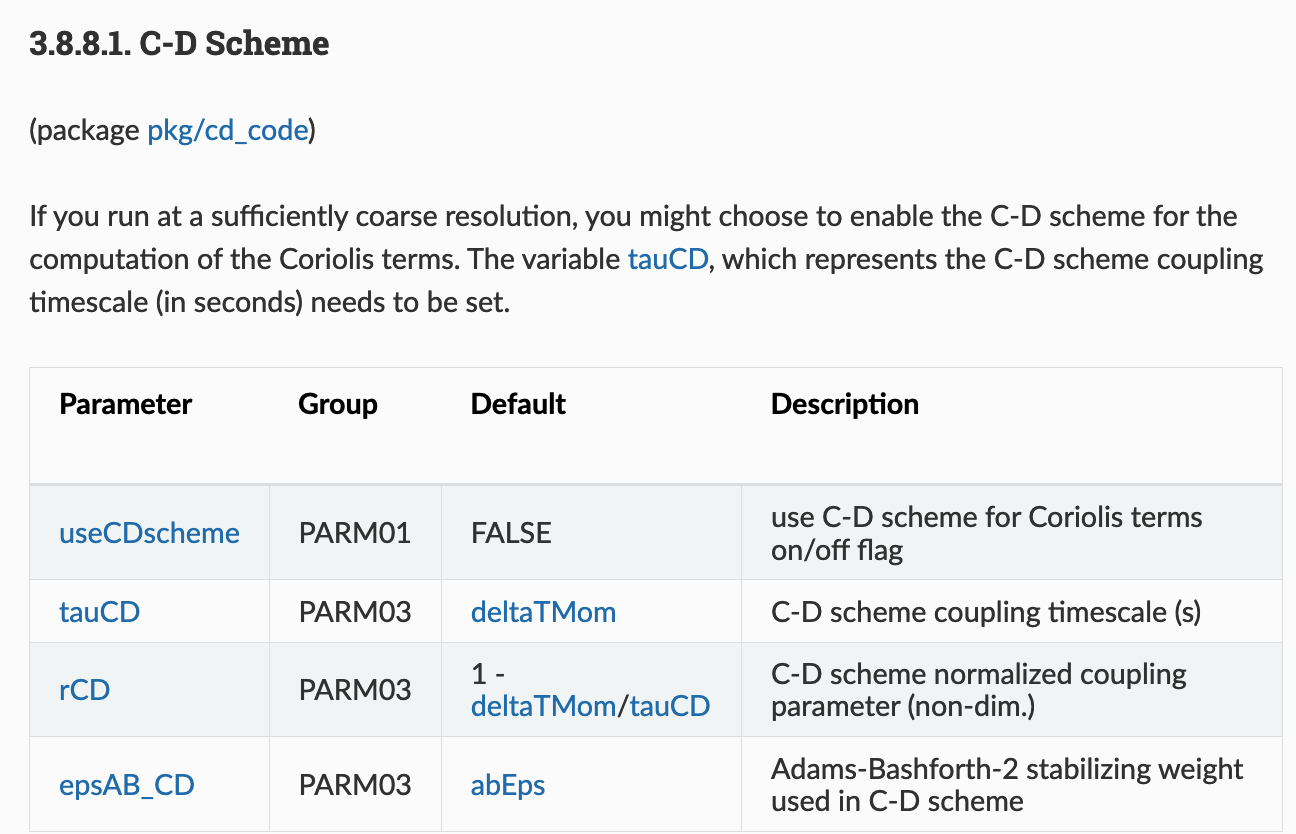 3.8.8.1. C-D Scheme
(package pkg/cd_code)
If you run at a sufficiently coarse resolution, you might choose to enable the C-D scheme for the
computation of the Coriolis terms. The variable tauCD, which represents the C-D scheme coupling
timescale (in seconds) needs to be set.
Parameter Group Default Description
useCDscheme PARM01 FALSE use C-D scheme for Coriolis terms
on/off flag
tauCD PARM03 deltaTMom C-D scheme coupling timescale (s)
rCD PARM03 1 -
deltaTMom/tauCD C-D scheme normalized coupling
parameter (non-dim.)
epsAB_CD PARM03 abEps Adams-Bashforth-2 stabilizing weight
used in C-D scheme